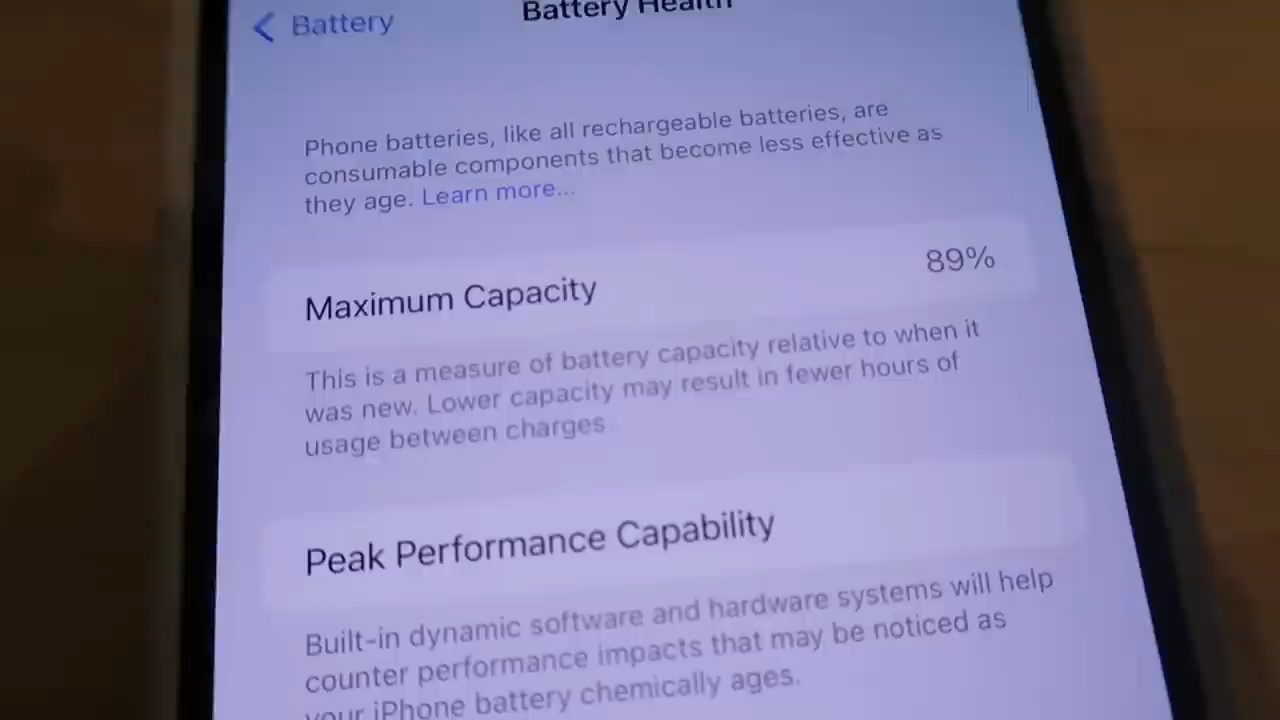 Battery
Battery Health
Phone batteries, like all rechargeable batteries, are
consumable components that become less effective as
they age. Learn more...
Maximum Capacity 89%
This is a measure of battery capacity relative to when it
was new. Lower capacity may result in fewer hours of
usage between charges.
Peak Performance Capability
Built-in dynamic software and hardware systems will help
counter performance impacts that may be noticed as
your iPhone battery chemically ages.